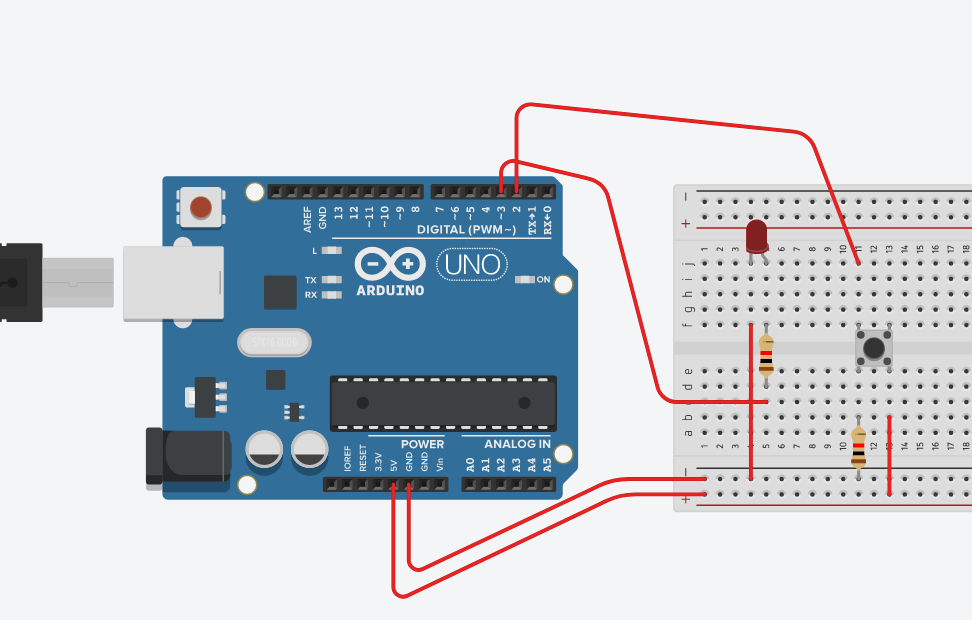 AREF
GND
13
12
~11
~10
~9
8
7
~6
~5
4
~3
2
TX→1
RX←0
DIGITAL (PWM~)
L
TX
RX
ARDUINO
UNO
ON
POWER
ANALOG IN
IOREF
RESET
3.3V
5V
GND
GND
Vin
A0
A1
A2
A3
A4
A5
−
+
1 2 3 6 7 8 9 10 11 12 13 14 15 16 17 18
j
i
h
g
f
e
d
b
a
1 2 3 4 5 6 7 8 9 10 12 13 14 15 16 17 18
−
+